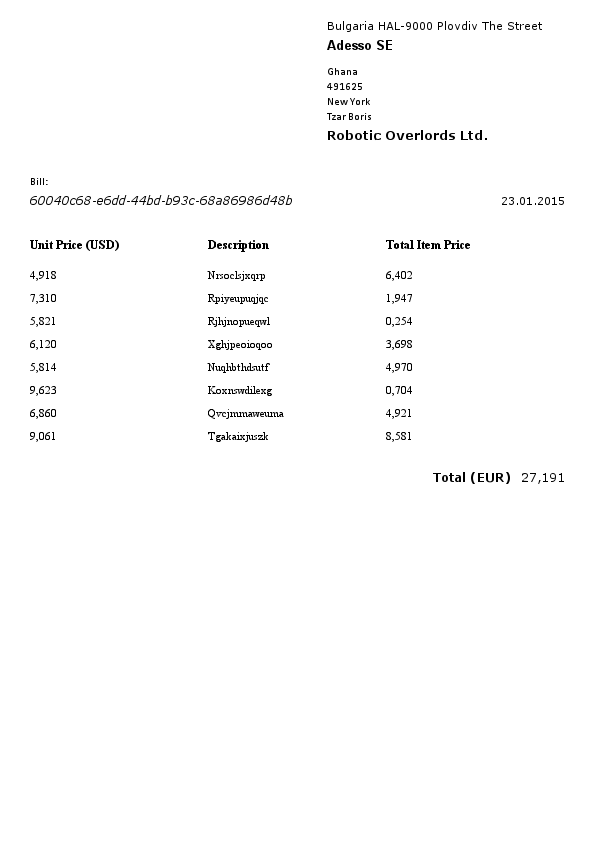 Bulgaria HAL-9000 Plovdiv The Street
Adesso SE
Ghana
491625
New York
Tzar Boris
Robotic Overlords Ltd.
Bill:
60040c68-e6dd-44bd-b93c-68a86986d48b 23.01.2015
Unit Price (USD) Description Total Item Price
4,918 Nrsoclsjxqrp 6,402
7,310 Rpiyeupuqjqc 1,947
5,821 Rjhjnopueqwl 0,254
6,120 Xghjpeoioqoo 3,698
5,814 Nuqhbthdsutf 4,970
9,623 Koxnswdilexg 0,704
6,860 Qvcjmmaweuma 4,921
9,061 Tgakaixjuszk 8,581
Total (EUR) 27,191